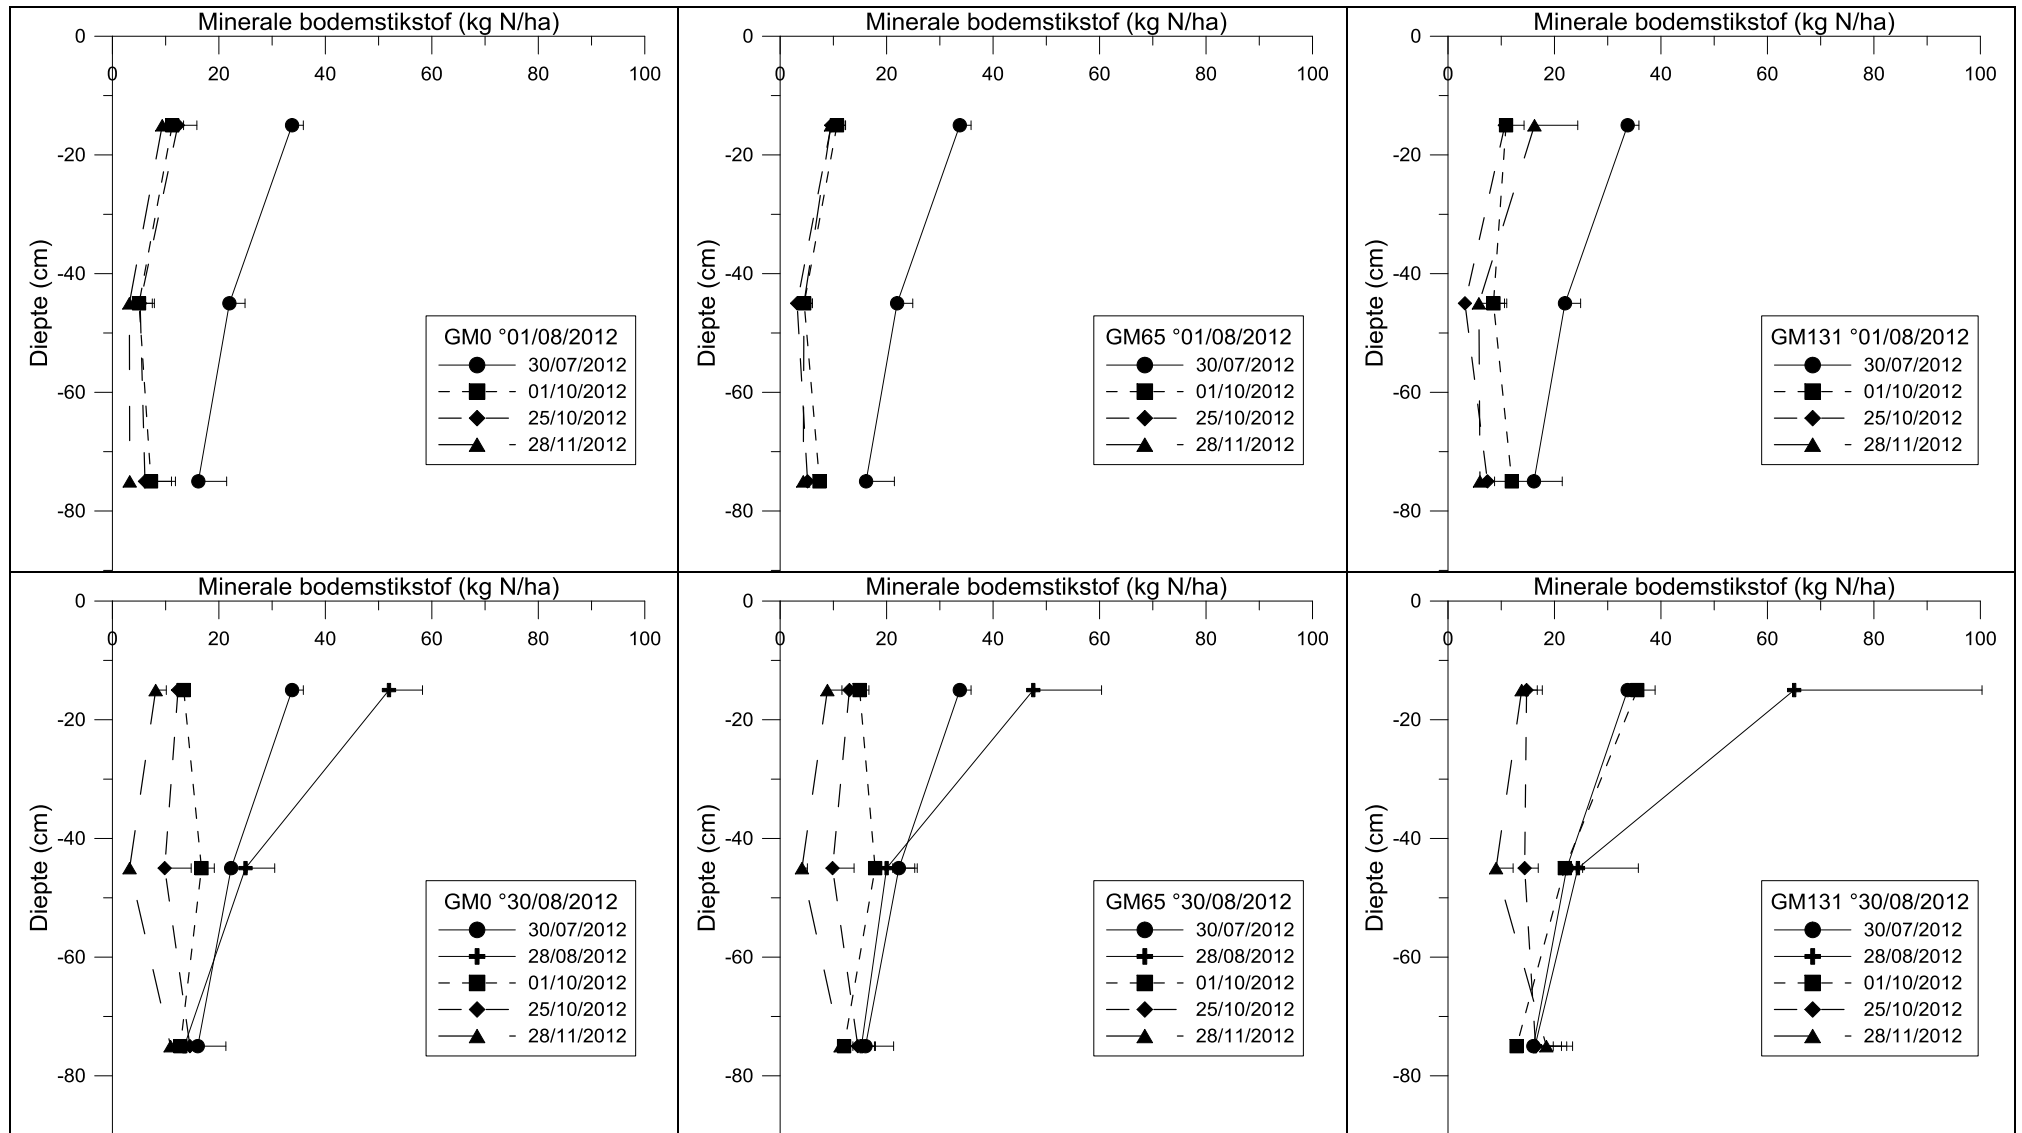 Minerale bodemstikstof (kg N/ha)
0 20 40 60 80 100
0
-20
-40
-60
-80
Diepte (cm)
GM0 °01/08/2012
30/07/2012
01/10/2012
25/10/2012
28/11/2012
Minerale bodemstikstof (kg N/ha)
0 20 40 60 80 100
0
-20
-40
-60
-80
Diepte (cm)
GM65 °01/08/2012
30/07/2012
01/10/2012
25/10/2012
28/11/2012
Minerale bodemstikstof (kg N/ha)
0 20 40 60 80 100
0
-20
-40
-60
-80
Diepte (cm)
GM131 °01/08/2012
30/07/2012
01/10/2012
25/10/2012
28/11/2012
Minerale bodemstikstof (kg N/ha)
0 20 40 60 80 100
0
-20
-40
-60
-80
Diepte (cm)
GM0 °30/08/2012
30/07/2012
28/08/2012
01/10/2012
25/10/2012
28/11/2012
Minerale bodemstikstof (kg N/ha)
0 20 40 60 80 100
0
-20
-40
-60
-80
Diepte (cm)
GM65 °30/08/2012
30/07/2012
28/08/2012
01/10/2012
25/10/2012
28/11/2012
Minerale bodemstikstof (kg N/ha)
0 20 40 60 80 100
0
-20
-40
-60
-80
Diepte (cm)
GM131 °30/08/2012
30/07/2012
28/08/2012
01/10/2012
25/10/2012
28/11/2012